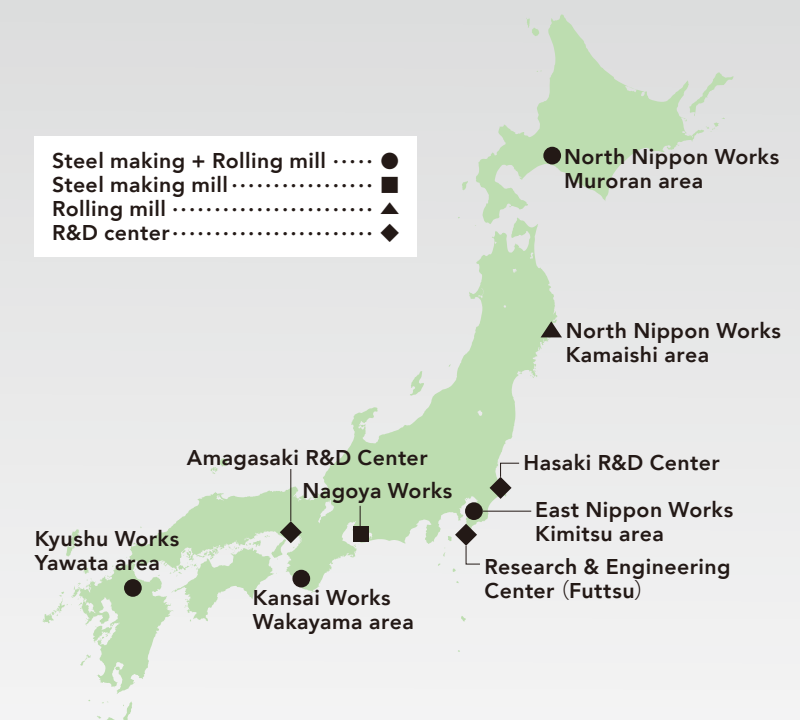 Steel making + Rolling mill ····· ●
Steel making mill ················ ■
Rolling mill ······················· ▲
R&D center ······················· ◆
North Nippon Works
Muroran area
North Nippon Works
Kamaishi area
Amagasaki R&D Center
Hasaki R&D Center
Nagoya Works
East Nippon Works
Kimitsu area
Kyushu Works
Yawata area
Research & Engineering
Center（Futtsu）
Kansai Works
Wakayama area